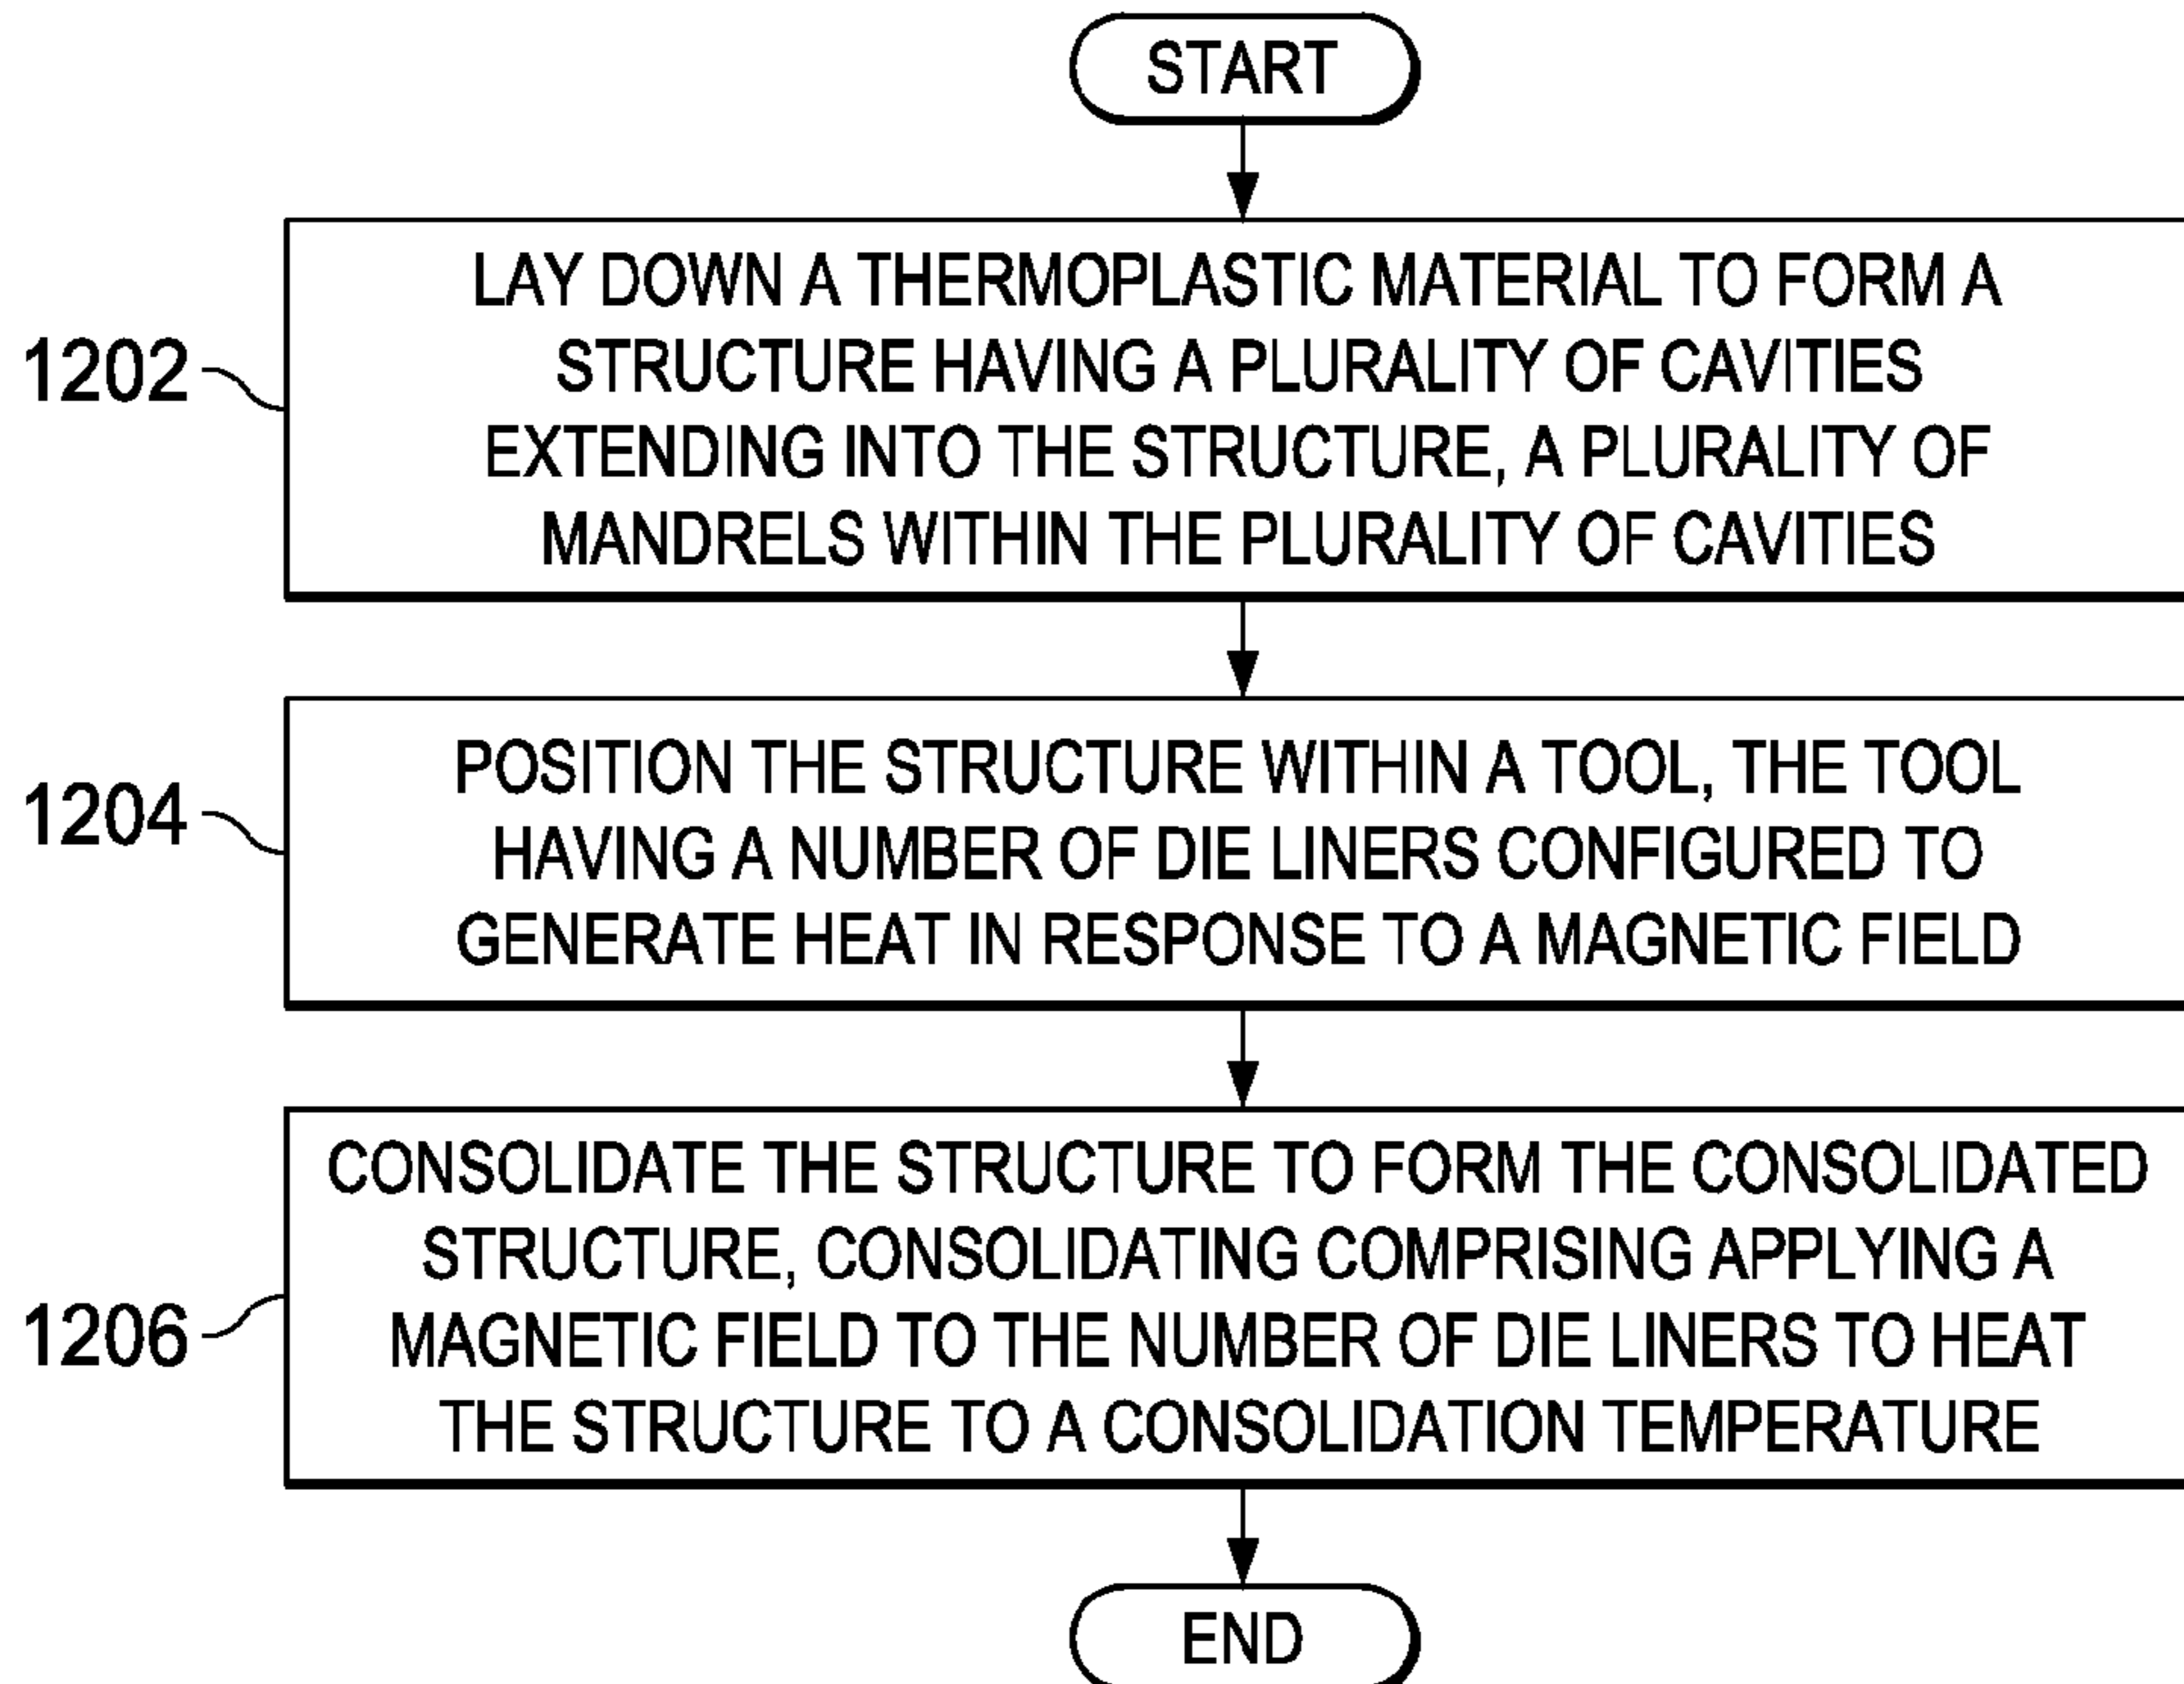 START
1202
LAY DOWN A THERMOPLASTIC MATERIAL TO FORM A
STRUCTURE HAVING A PLURALITY OF CAVITIES
EXTENDING INTO THE STRUCTURE, A PLURALITY OF
MANDRELS WITHIN THE PLURALITY OF CAVITIES
1204
POSITION THE STRUCTURE WITHIN A TOOL, THE TOOL
HAVING A NUMBER OF DIE LINERS CONFIGURED TO
GENERATE HEAT IN RESPONSE TO A MAGNETIC FIELD
1206
CONSOLIDATE THE STRUCTURE TO FORM THE CONSOLIDATED
STRUCTURE, CONSOLIDATING COMPRISING APPLYING A
MAGNETIC FIELD TO THE NUMBER OF DIE LINERS TO HEAT
THE STRUCTURE TO A CONSOLIDATION TEMPERATURE
END